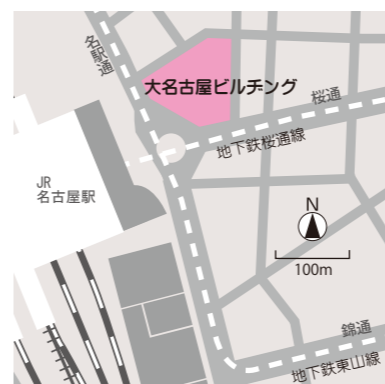 名駅通
大名古屋ビルヂング
桜通
地下鉄桜通線
JR
名古屋駅
N
100m
錦通
地下鉄東山線